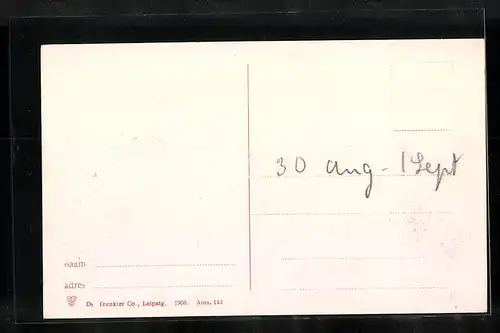 30 aug - 1 Sept
naam
adres
Dr Trenkler Co., Leipzig. 1908. Ams. 142